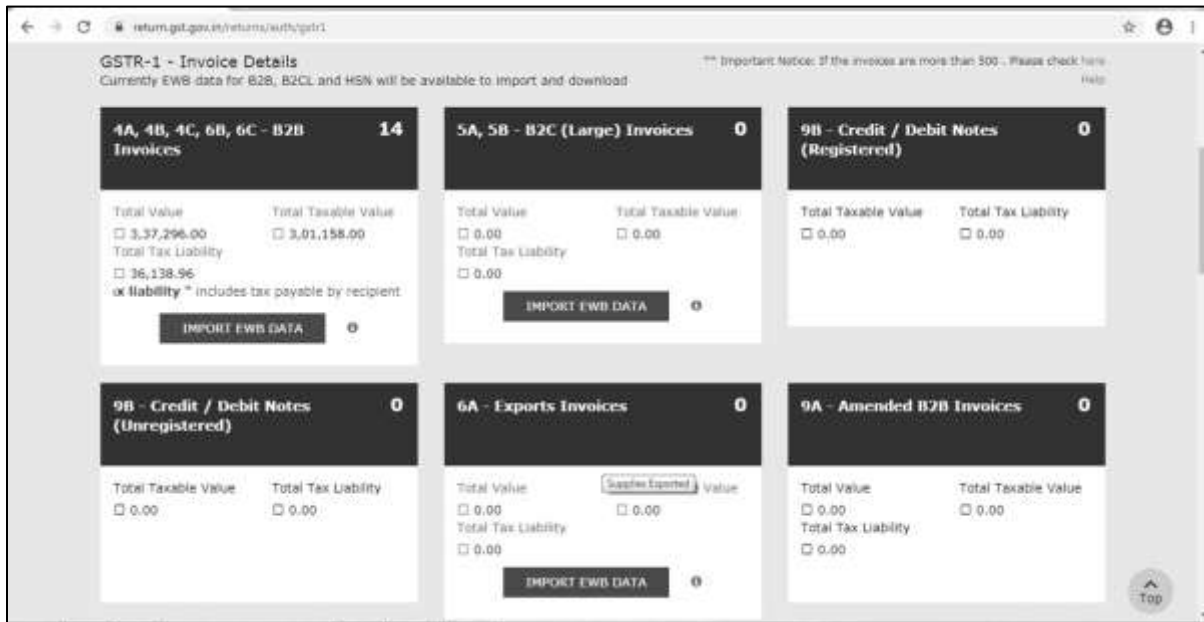 return.gst.gov.in/returns/auth/gstr1
GSTR-1 - Invoice Details
Currently EWB data for B2B, B2CL and HSN will be available to import and download
** Important Notice: If the invoices are more than 500 . Please check here
Help
4A, 4B, 4C, 6B, 6C - B2B Invoices 14
Total Value Total Taxable Value
☐ 3,37,296.00 ☐ 3,01,158.00
Total Tax Liability
☐ 36,138.96
liability * includes tax payable by recipient
IMPORT EWB DATA
5A, 5B - B2C (Large) Invoices 0
Total Value Total Taxable Value
☐ 0.00 ☐ 0.00
Total Tax Liability
☐ 0.00
IMPORT EWB DATA
9B - Credit / Debit Notes 0
(Registered)
Total Taxable Value Total Tax Liability
☐ 0.00 ☐ 0.00
9B - Credit / Debit Notes 0
(Unregistered)
Total Taxable Value Total Tax Liability
☐ 0.00 ☐ 0.00
6A - Exports Invoices 0
Total Value Supplies Exported Value
☐ 0.00 ☐ 0.00
Total Tax Liability
☐ 0.00
IMPORT EWB DATA
9A - Amended B2B Invoices 0
Total Value Total Taxable Value
☐ 0.00 ☐ 0.00
Total Tax Liability
☐ 0.00
Top